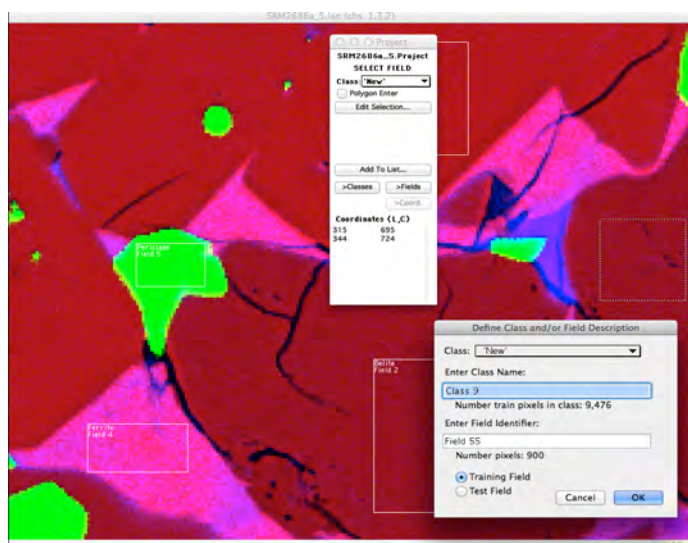 SRM2686a_5.lan (chs. 1,3,2)
Project
SRM2686a_5.Project
SELECT FIELD
Class: 'New'
Polygon Enter
Edit Selection...
Add To List...
>Classes
>Fields
>Coord.
Coordinates (L,C)
315 695
344 724
Periclase
Field 5
Belite
Field 2
Ferrite
Field 4
Define Class and/or Field Description
Class: 'New'
Enter Class Name:
Class 9
Number train pixels in class: 9,476
Enter Field Identifier:
Field 55
Number pixels: 900
Training Field
Test Field
Cancel
OK